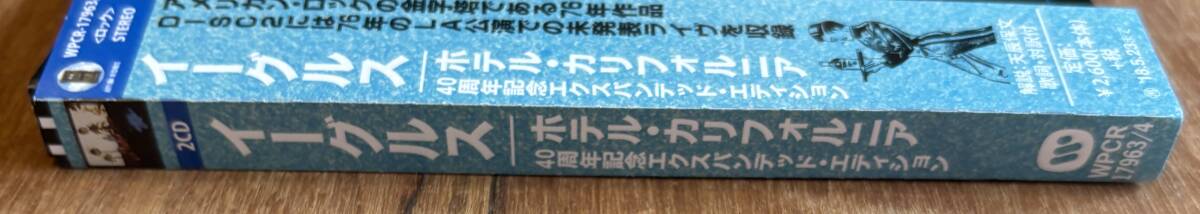 アメリカン・ロックの金字塔である76年作品
DISC2には76年のLA公演での未発表ライヴを収録
WPCR-17963
<ロック>
STEREO
イーグルス
ホテル・カリフォルニア
40周年記念エクスパンデッド・エディション
解説:天辰保文
歌詞・対訳付
定価
¥2,600(本体)
+税
2CD
イーグルス
ホテル・カリフォルニア
40周年記念エクスパンデッド・エディション
WPCR
17963/4